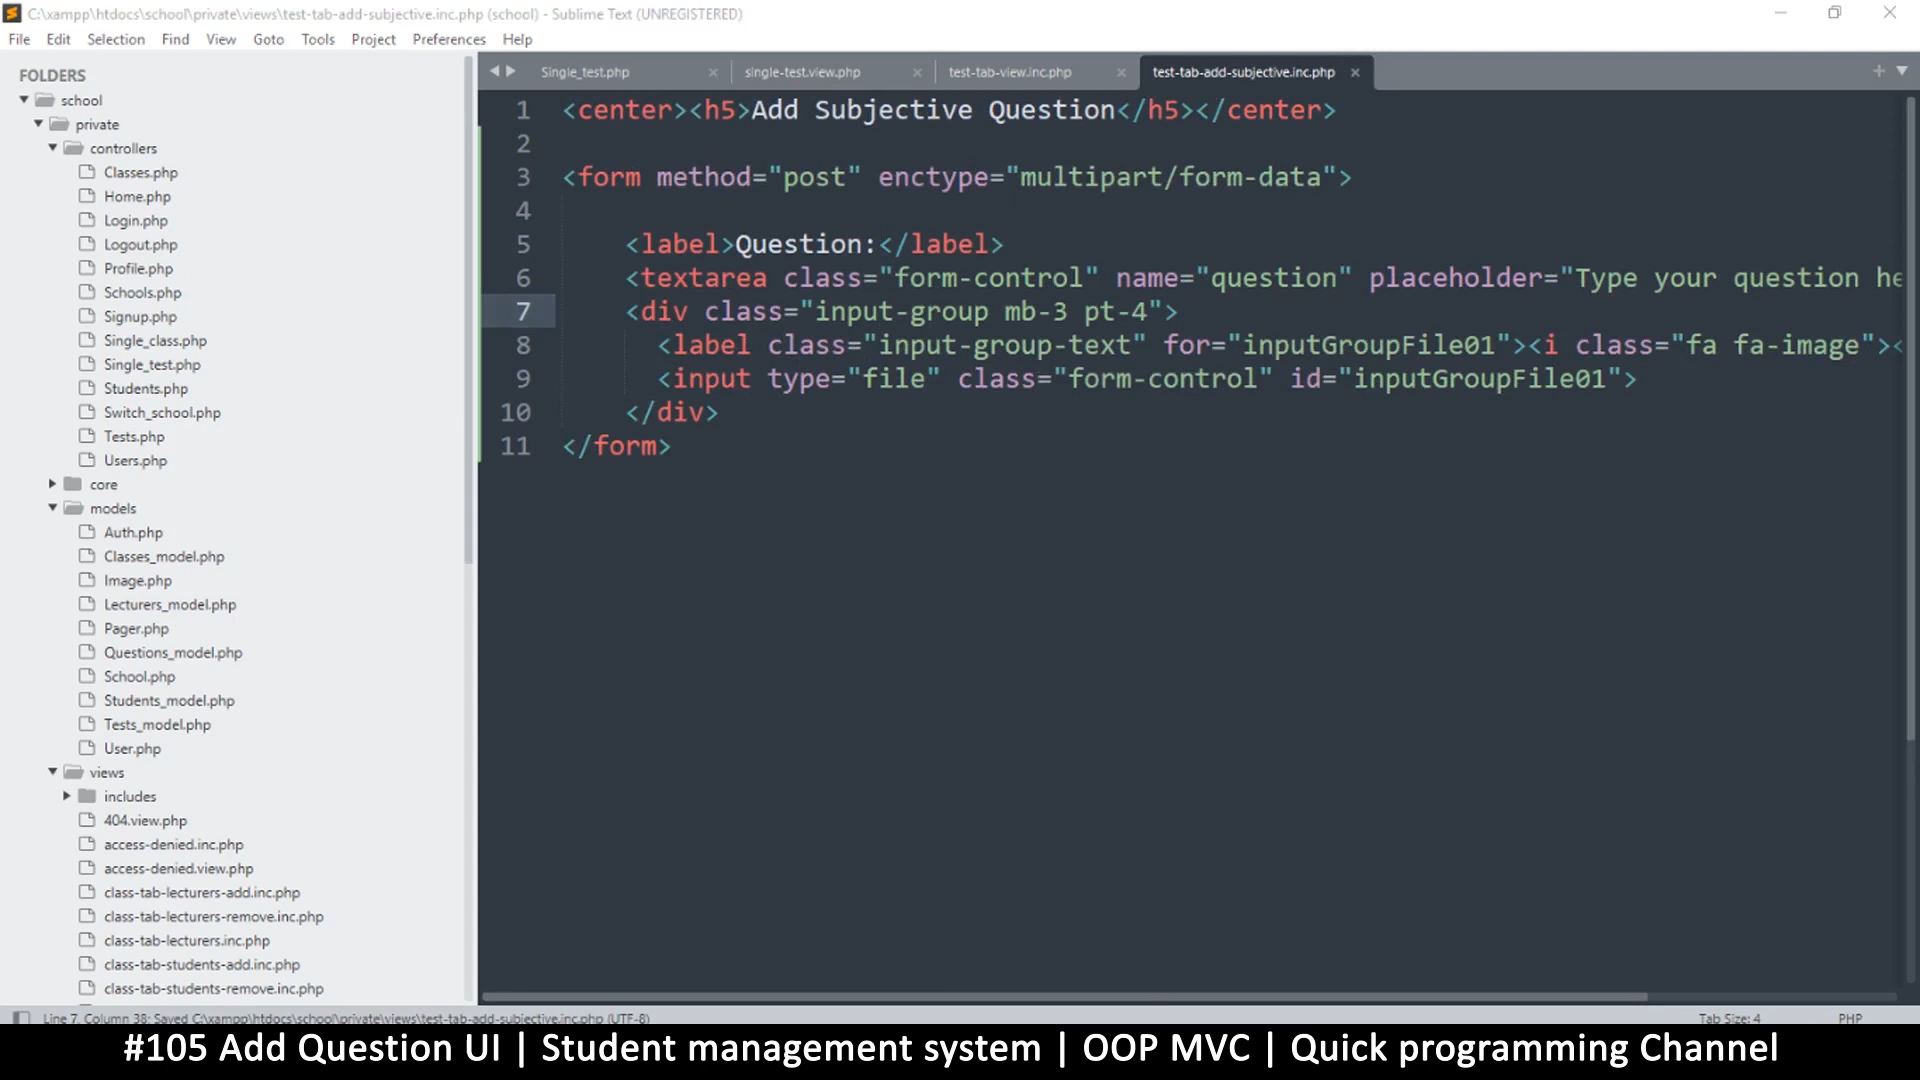 C:\xampp\htdocs\school\private\views\test-tab-add-subjective.inc.php (school) - Sublime Text (UNREGISTERED)
File Edit Selection Find View Goto Tools Project Preferences Help
FOLDERS
school
private
controllers
Classes.php
Home.php
Login.php
Logout.php
Profile.php
Schools.php
Signup.php
Single_class.php
Single_test.php
Students.php
Switch_school.php
Tests.php
Users.php
core
models
Auth.php
Classes_model.php
Image.php
Lecturers_model.php
Pager.php
Questions_model.php
School.php
Students_model.php
Tests_model.php
User.php
views
includes
404.view.php
access-denied.inc.php
access-denied.view.php
class-tab-lecturers-add.inc.php
class-tab-lecturers-remove.inc.php
class-tab-lecturers.inc.php
class-tab-students-add.inc.php
class-tab-students-remove.inc.php
Single_test.php single-test.view.php test-tab-view.inc.php test-tab-add-subjective.inc.php
1 <center><h5>Add Subjective Question</h5></center>
2
3 <form method="post" enctype="multipart/form-data">
4
5 <label>Question:</label>
6 <textarea class="form-control" name="question" placeholder="Type your question he
7 <div class="input-group mb-3 pt-4">
8 <label class="input-group-text" for="inputGroupFile01"><i class="fa fa-image"><
9 <input type="file" class="form-control" id="inputGroupFile01">
10 </div>
11 </form>
Line 7, Column 38; Saved C:\xampp\htdocs\school\private\views\test-tab-add-subjective.inc.php (UTF-8) Tab Size: 4 PHP
#105 Add Question UI | Student management system | OOP MVC | Quick programming Channel